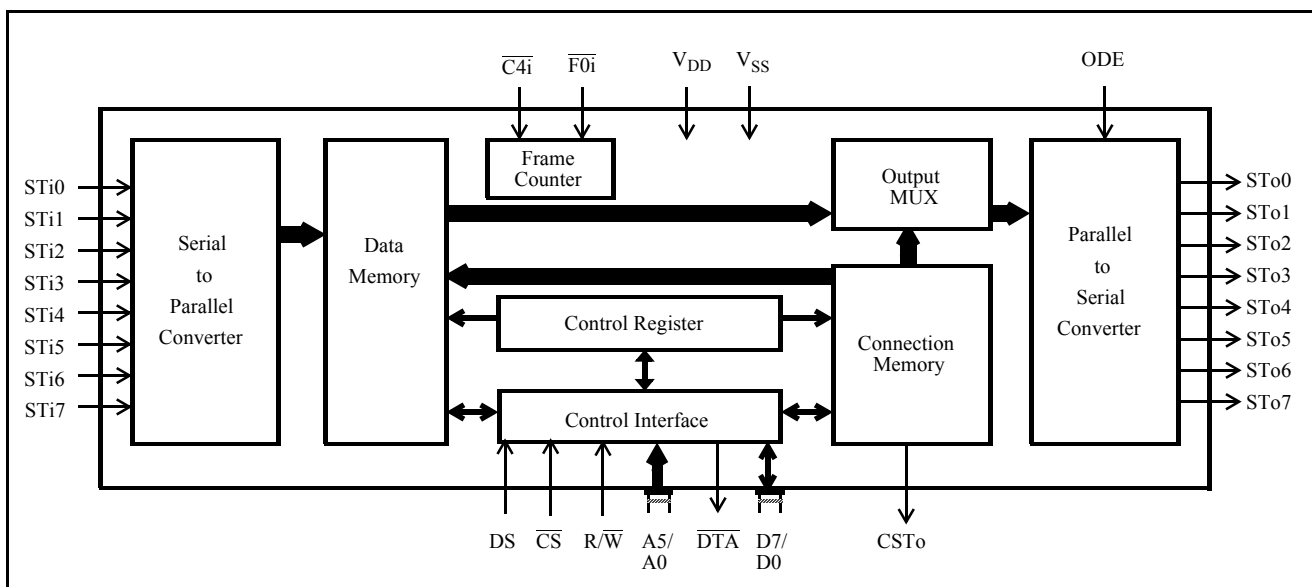 C4i F0i VDD VSS ODE
STi0
STi1
STi2
STi3
STi4
STi5
STi6
STi7
Serial
to
Parallel
Converter
Data
Memory
Frame
Counter
Control Register
Control Interface
Output
MUX
Connection
Memory
Parallel
to
Serial
Converter
STo0
STo1
STo2
STo3
STo4
STo5
STo6
STo7
DS CS R/W A5/
A0 DTA D7/
D0 CSTo